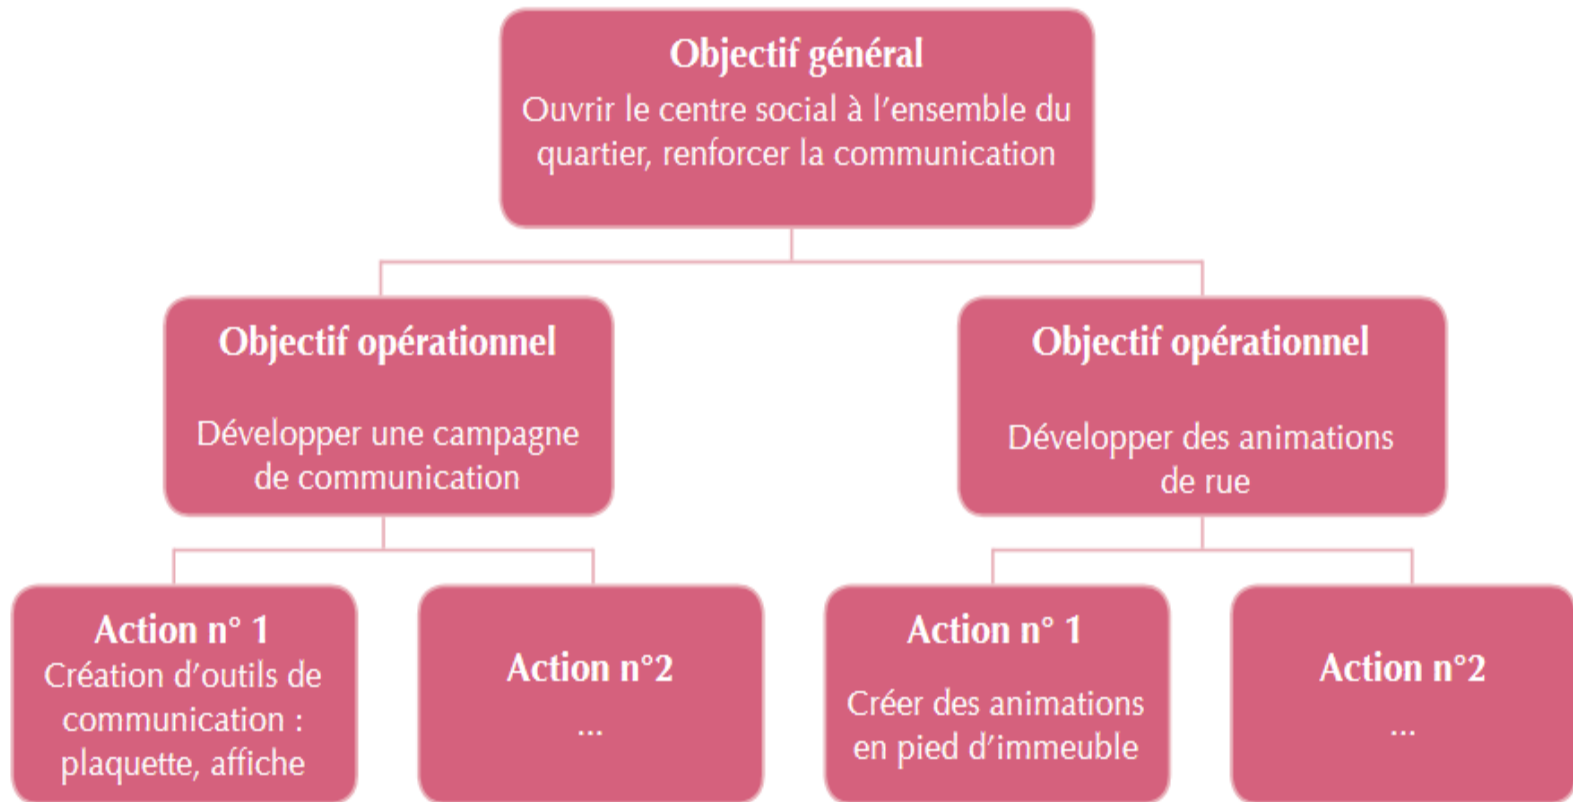 Objectif général
Ouvrir le centre social à l’ensemble du
quartier, renforcer la communication
Objectif opérationnel
Développer une campagne
de communication
Objectif opérationnel
Développer des animations
de rue
Action n° 1
Création d’outils de
communication :
plaquette, affiche
Action n°2
...
Action n° 1
Créer des animations
en pied d’immeuble
Action n°2
...